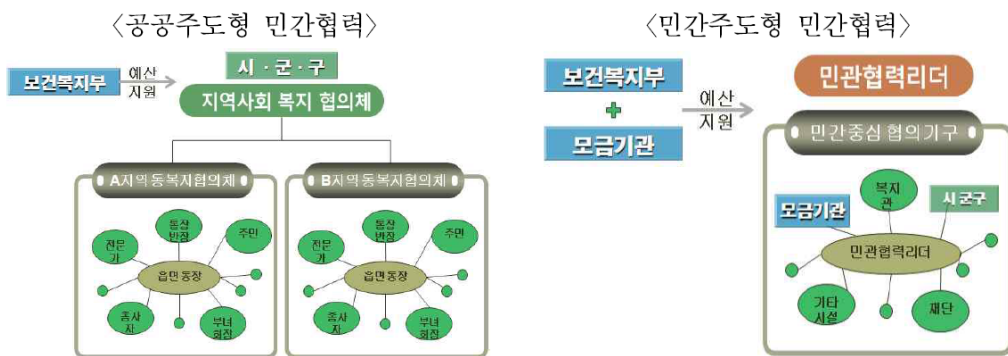 〈공공주도형 민간협력〉
시·군·구
보건복지부
예산
지원
지역사회 복지 협의체
A지역동복지협의체
통장
반장
주민
전문
가
읍면동장
종사
자
부녀
회장
B지역동복지협의체
통장
반장
주면
전문
가
읍면동장
종사
자
부녀
회장
〈민간주도형 민간협력〉
보건복지부
+
모금기관
예산
지원
민관협력리더
민간중심 협의기구
복지
관
모금기관
시군구
민관협력리더
기타
시설
재단